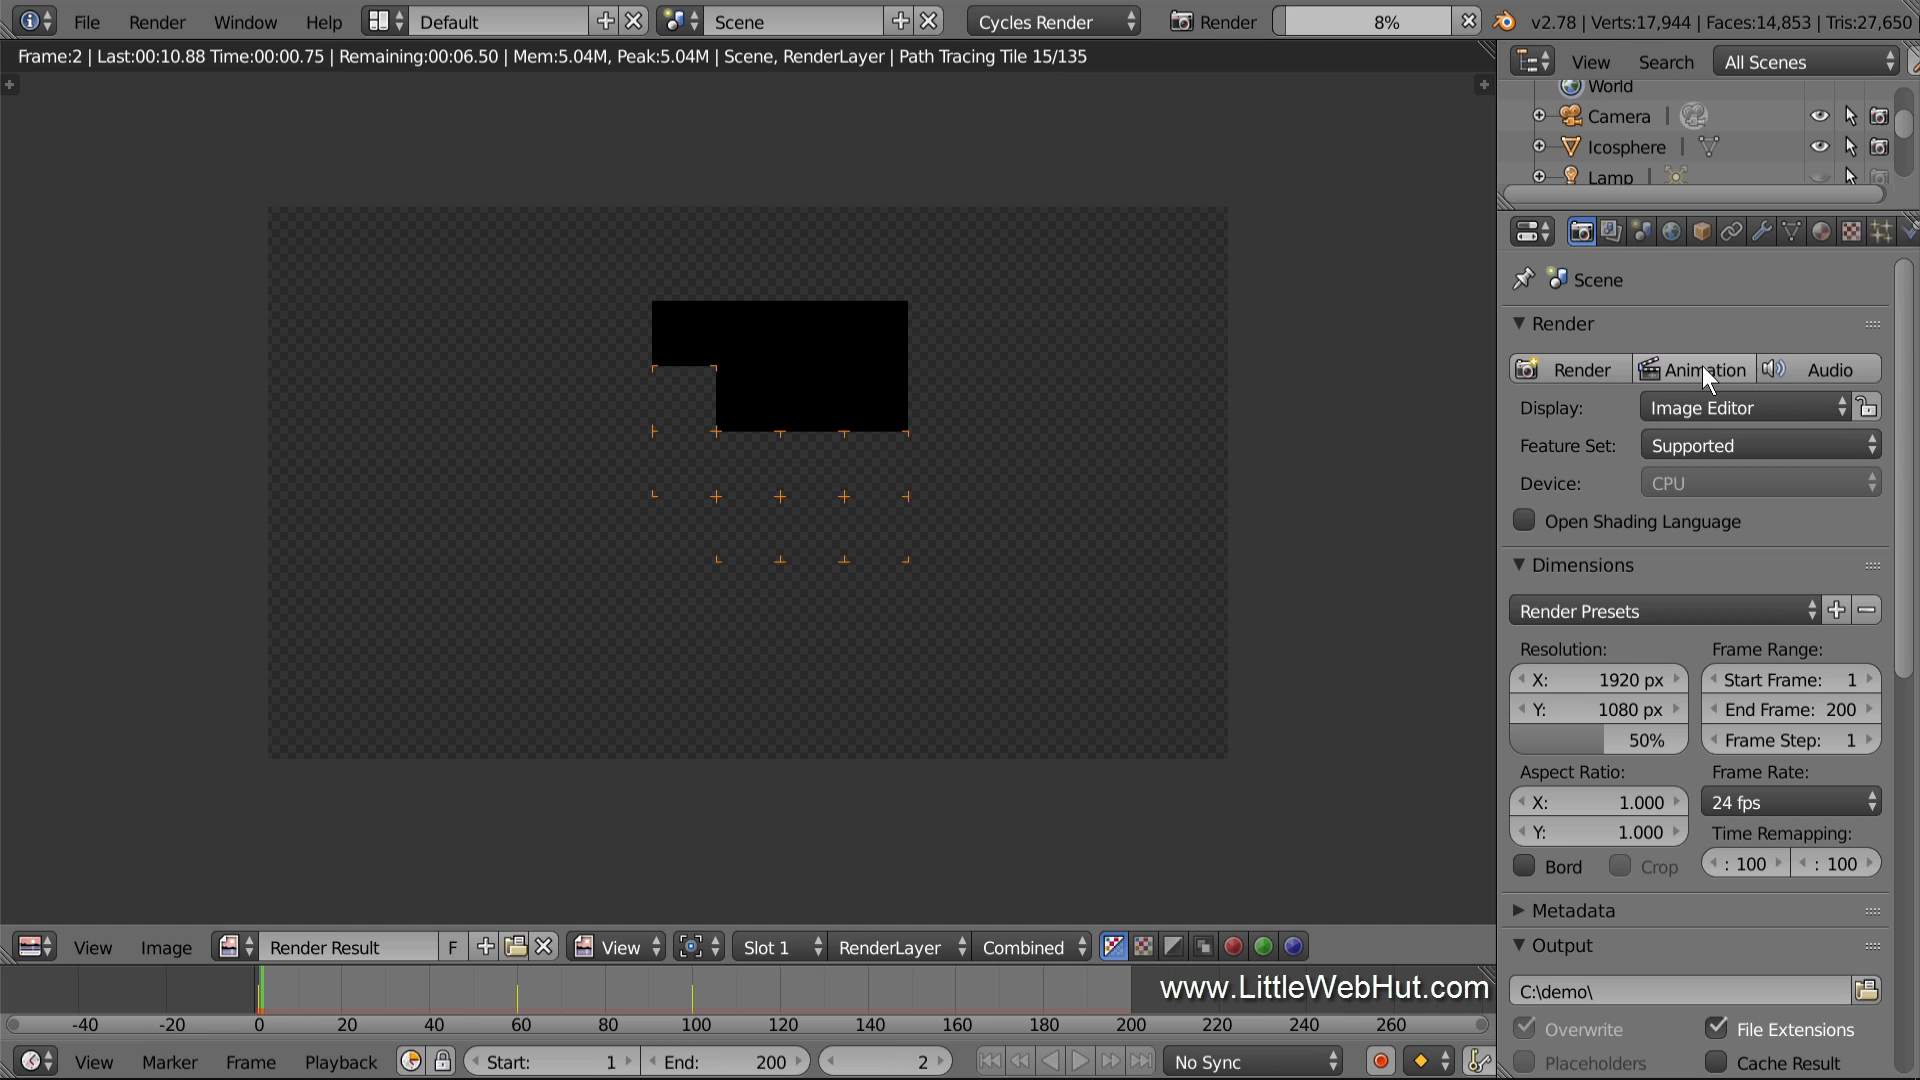 File Render Window Help Default Scene Cycles Render Render 8% v2.78 | Verts:17,944 | Faces:14,853 | Tris:27,650
Frame:2 | Last:00:10.88 Time:00:00.75 | Remaining:00:06.50 | Mem:5.04M, Peak:5.04M | Scene, RenderLayer | Path Tracing Tile 15/135
View Search All Scenes
World
Camera
Icosphere
Lamp
Scene
Render
Render Animation Audio
Display: Image Editor
Feature Set: Supported
Device: CPU
Open Shading Language
Dimensions
Render Presets
Resolution: Frame Range:
X: 1920 px Start Frame: 1
Y: 1080 px End Frame: 200
50% Frame Step: 1
Aspect Ratio: Frame Rate:
X: 1.000 24 fps
Y: 1.000 Time Remapping:
Bord Crop : 100 : 100
Metadata
Output
C:\demo\
Overwrite File Extensions
Placeholders Cache Result
View Image Render Result F View Slot 1 RenderLayer Combined
www.LittleWebHut.com
-40 -20 0 20 40 60 80 100 120 140 160 180 200 220 240 260
View Marker Frame Playback Start: 1 End: 200 2 No Sync